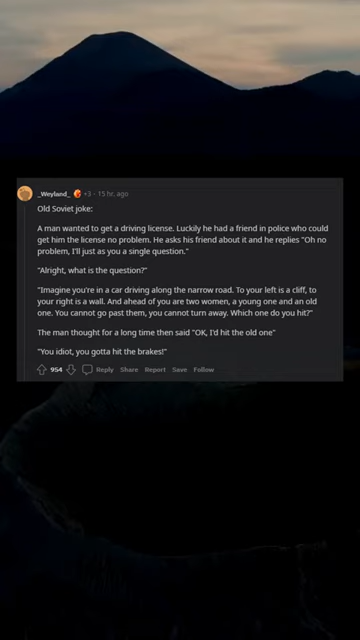 _Weyland_ +3 · 15 hr. ago
Old Soviet joke:
A man wanted to get a driving license. Luckily he had a friend in police who could
get him the license no problem. He asks his friend about it and he replies "Oh no
problem, I'll just as you a single question."
"Alright, what is the question?"
"Imagine you're in a car driving along the narrow road. To your left is a cliff, to
your right is a wall. And ahead of you are two women, a young one and an old
one. You cannot go past them, you cannot turn away. Which one do you hit?"
The man thought for a long time then said "OK, I'd hit the old one"
"You idiot, you gotta hit the brakes!"
954 Reply Share Report Save Follow